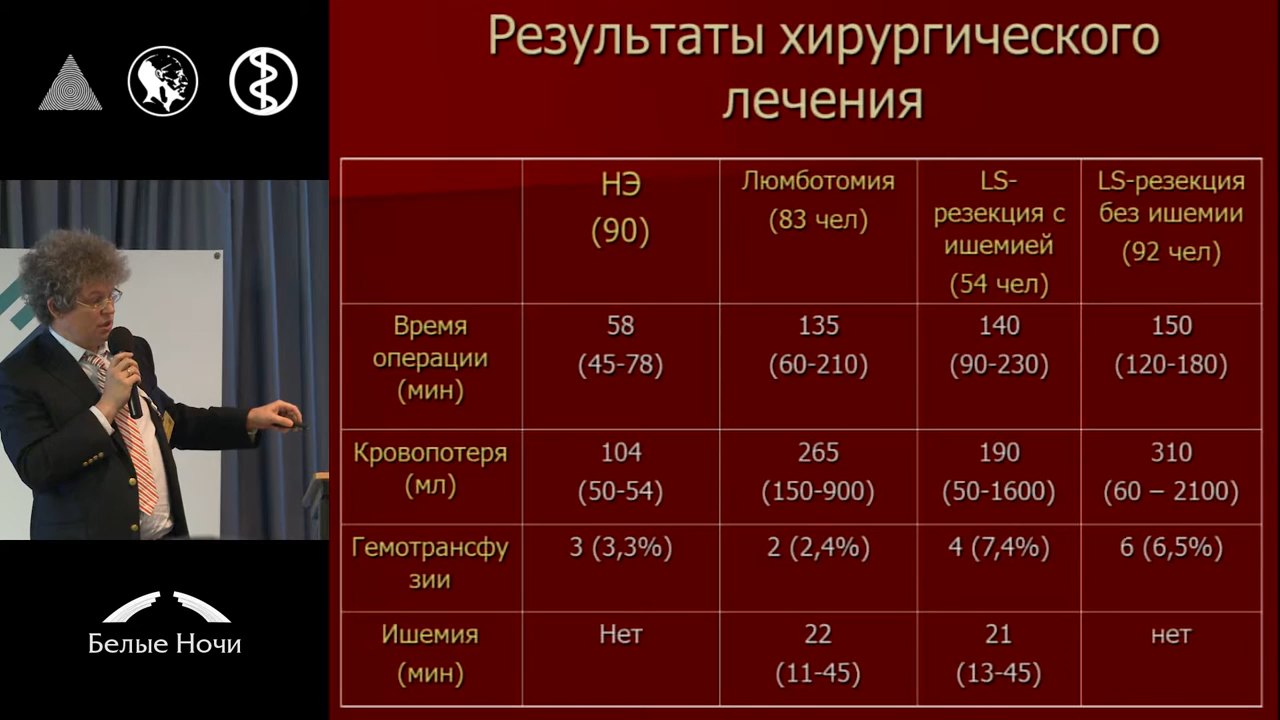 Результаты хирургического
лечения
НЭ
(90)
Люмботомия
(83 чел)
LS-
резекция с
ишемией
(54 чел)
LS-резекция
без ишемии
(92 чел)
Время
операции
(мин)
58
(45-78)
135
(60-210)
140
(90-230)
150
(120-180)
Кровопотеря
(мл)
104
(50-54)
265
(150-900)
190
(50-1600)
310
(60 – 2100)
Гемотрансфу
зии
3 (3,3%)
2 (2,4%)
4 (7,4%)
6 (6,5%)
Ишемия
(мин)
Нет
22
(11-45)
21
(13-45)
нет
Белые Ночи